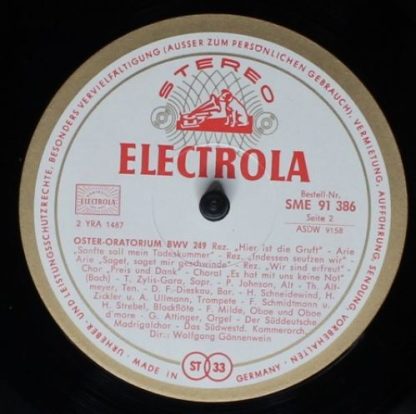 URHEBER- UND LEISTUNGSSCHUTZRECHTE, BESONDERS VERVIELFÄLTIGUNG (AUSSER ZUM PERSÖNLICHEN GEBRAUCH), VERMIETUNG, AUFFÜHRUNG, SENDUNG, VORBEHALTEN ·
STEREO
ELECTROLA
Bestell-Nr.
SME 91 386
Seite 2
ASDW 9158
ELECTROLA
2 YRA 1467
OSTER-ORATORIUM BWV 249 Rez. „Hier ist die Gruft" - Arie
„Sanfte soll mein Todeskummer" - Rez. „Indessen seufzen wir"
- Arie „Saget, saget mir geschwinde" - Rez. „Wir sind erfreut"
- Chor „Preis und Dank" - Choral „Es hat mit uns keine Not"
(Bach) - T. Zylis-Gara, Sopr. - P. Johnson, Alt - Th. Alt-
meyer, Ten. - D. F.-Dieskau, Bar. - H. Schneidewind, H.
Zickler u. A. Ullmann, Trompete - F. Schmidtmann u.
H. Strebel, Blockflöte - F. Milde, Oboe und Oboe
d'more - G. Attinger, Orgel - Der Süddeutsche
Madrigalchor - Das Südwestd. Kammerorch.
Dir.: Wolfgang Gönnenwein
MADE IN
ST 33
GERMANY